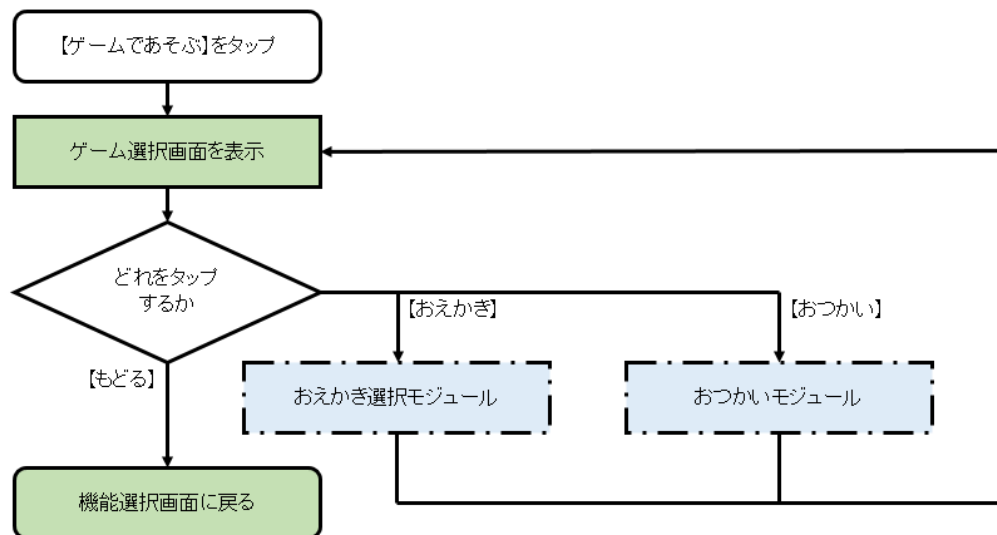 【ゲームであそぶ】をタップ
ゲーム選択画面を表示
どれをタップ
するか
【おえかき】
【おつかい】
【もどる】
おえかき選択モジュール
おつかいモジュール
機能選択画面に戻る